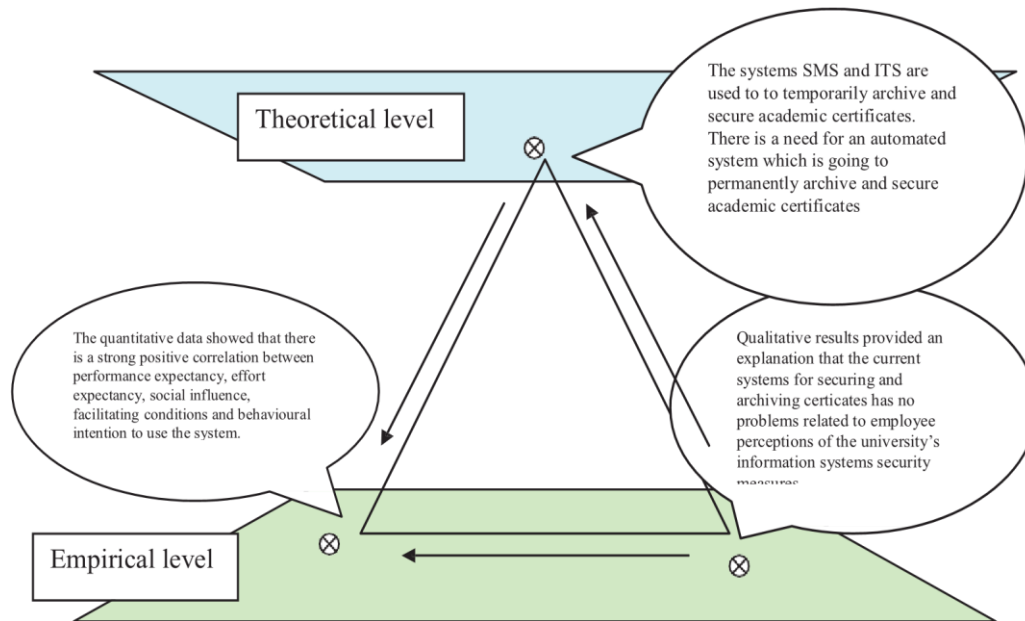 Theoretical level
The systems SMS and ITS are
used to to temporarily archive and
secure academic certificates.
There is a need for an automated
system which is going to
permanently archive and secure
academic certificates
The quantitative data showed that there
is a strong positive correlation between
performance expectancy, effort
expectancy, social influence,
facilitating conditions and behavioural
intention to use the system.
Qualitative results provided an
explanation that the current
systems for securing and
archiving certicates has no
problems related to employee
perceptions of the university's
information systems security
measures
Empirical level